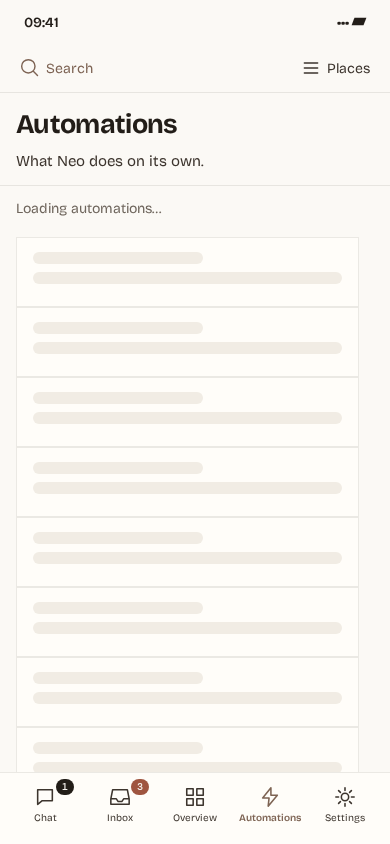 09:41
Search
Places
Automations
What Neo does on its own.
Loading automations...
1
3
Chat
Inbox
Overview
Automations
Settings